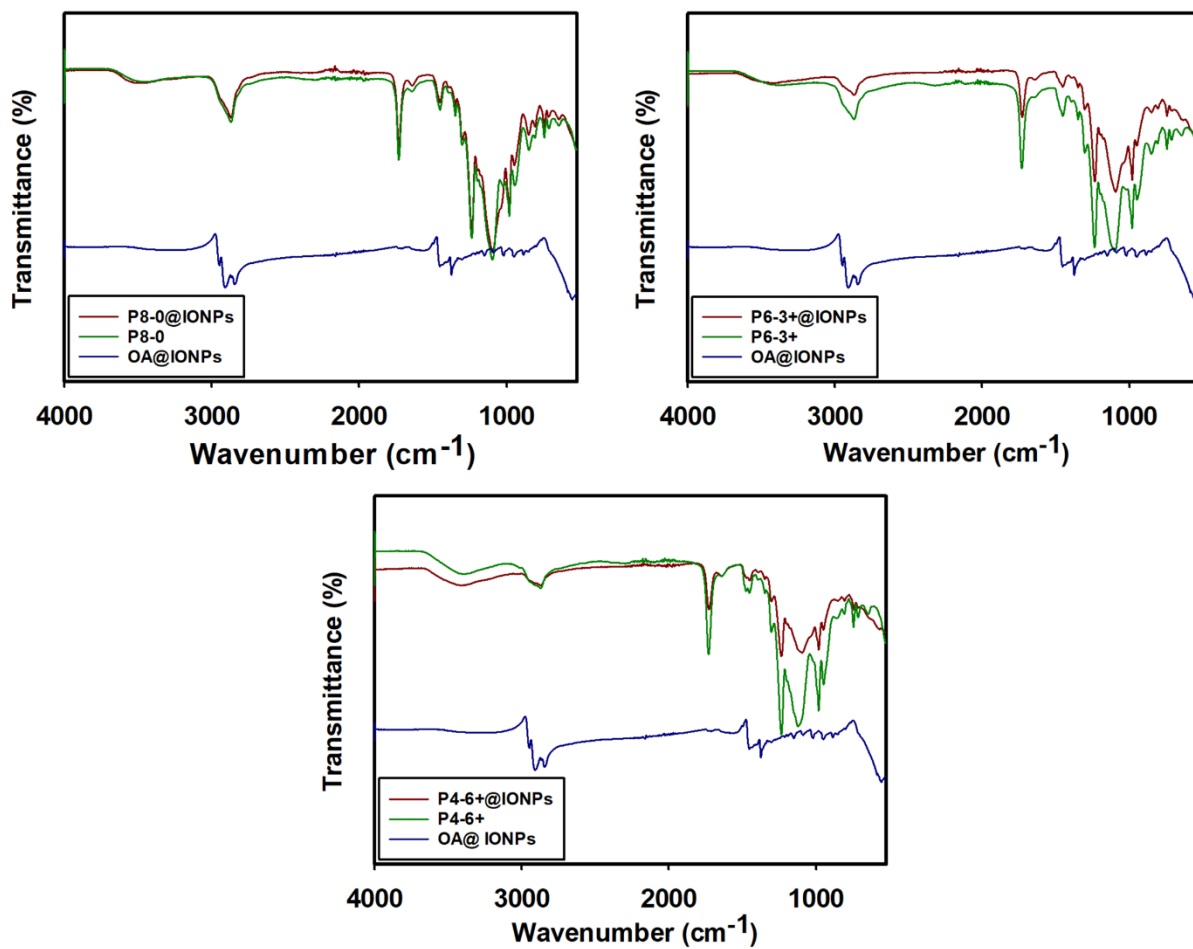 Transmittance (%)
P8-0@IONPs
P8-0
OA@IONPs
4000 3000 2000 1000
Wavenumber (cm-1)
Transmittance (%)
P6-3+@IONPs
P6-3+
OA@IONPs
4000 3000 2000 1000
Wavenumber (cm-1)
Transmittance (%)
P4-6+@IONPs
P4-6+
OA@ IONPs
4000 3000 2000 1000
Wavenumber (cm-1)